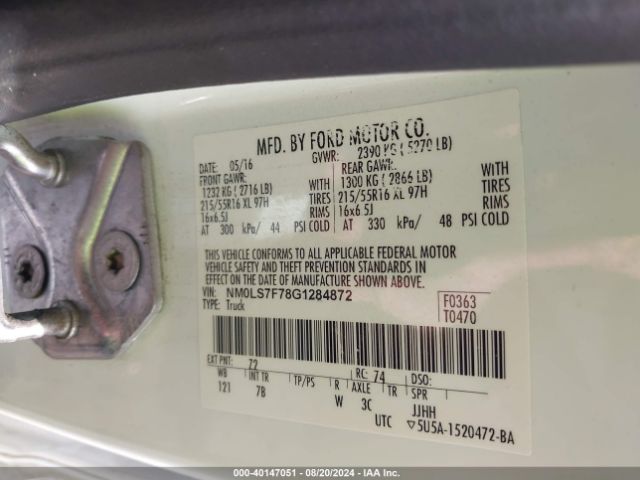 MFD. BY FORD MOTOR CO.
DATE: 05/16 GVWR: 2390 KG ( 5270 LB)
FRONT GAWR: REAR GAWR:
1232 KG ( 2716 LB) WITH 1300 KG ( 2866 LB) WITH
215/55R16 XL 97H TIRES 215/55R16 XL 97H TIRES
16x6.5J RIMS 16x6.5J RIMS
AT 300 kPa/ 44 PSI COLD AT 330 kPa/ 48 PSI COLD
THIS VEHICLE CONFORMS TO ALL APPLICABLE FEDERAL MOTOR
VEHICLE SAFETY AND THEFT PREVENTION STANDARDS IN
EFFECT ON THE DATE OF MANUFACTURE SHOWN ABOVE.
VIN: NM0LS7F78G1284872 F0363
TYPE: Truck T0470
EXT PNT: 72 RC: 74 DSO:
WB INT TR TP/PS R AXLE TR SPR
121 7B W 3C JJHH
UTC ▽5U5A-1520472-BA
000-40147051 - 08/20/2024 - IAA Inc.